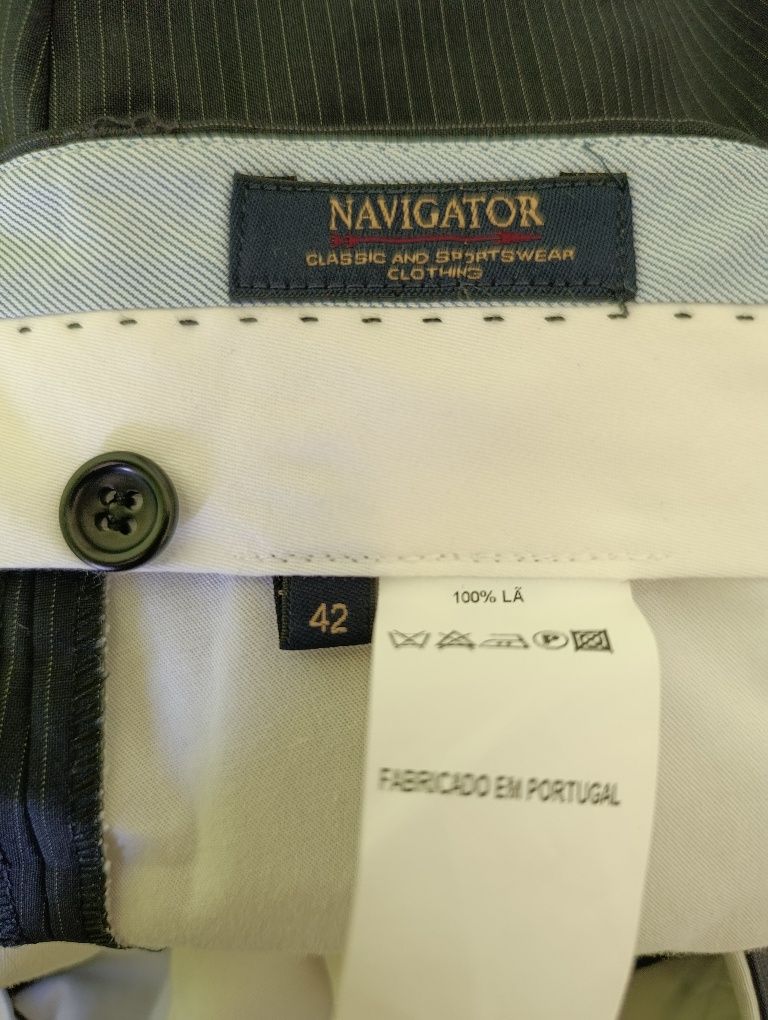 NAVIGATOR
CLASSIC AND SPORTSWEAR
CLOTHING
42
100% LÃ
P
FABRICADO EM PORTUGAL